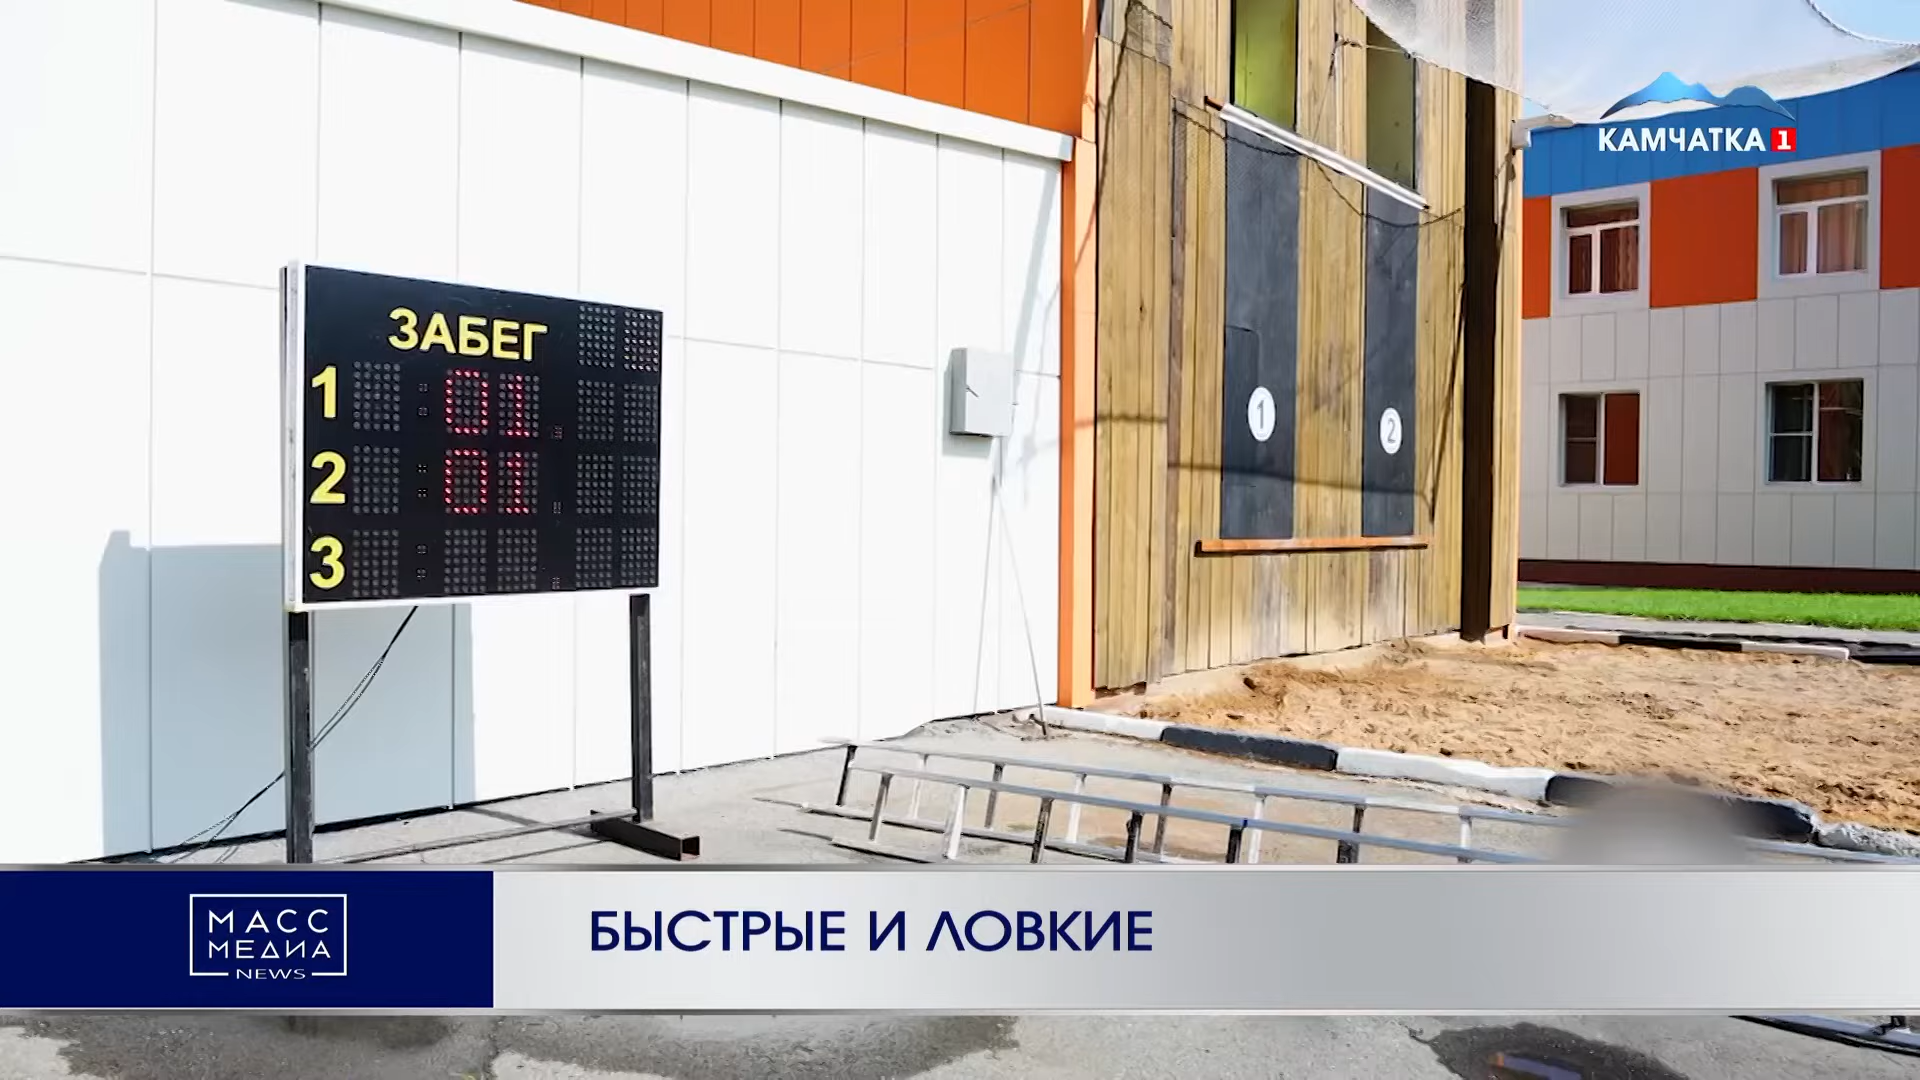 КАМЧАТКА 1
ЗАБЕГ
1 01
2 01
3
1
2
МАСС
МЕДИА
NEWS
БЫСТРЫЕ И ЛОВКИЕ